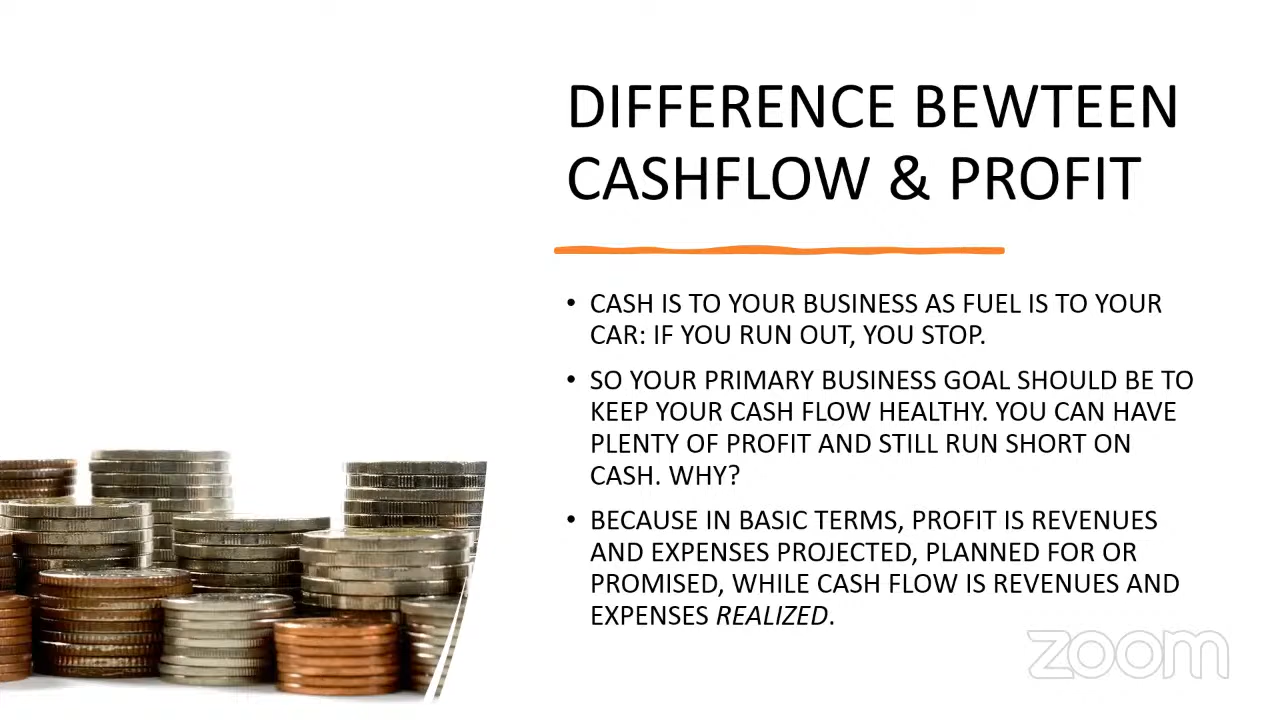 DIFFERENCE BEWTEEN
CASHFLOW & PROFIT
• CASH IS TO YOUR BUSINESS AS FUEL IS TO YOUR
CAR: IF YOU RUN OUT, YOU STOP.
• SO YOUR PRIMARY BUSINESS GOAL SHOULD BE TO
KEEP YOUR CASH FLOW HEALTHY. YOU CAN HAVE
PLENTY OF PROFIT AND STILL RUN SHORT ON
CASH. WHY?
• BECAUSE IN BASIC TERMS, PROFIT IS REVENUES
AND EXPENSES PROJECTED, PLANNED FOR OR
PROMISED, WHILE CASH FLOW IS REVENUES AND
EXPENSES REALIZED.
zoom